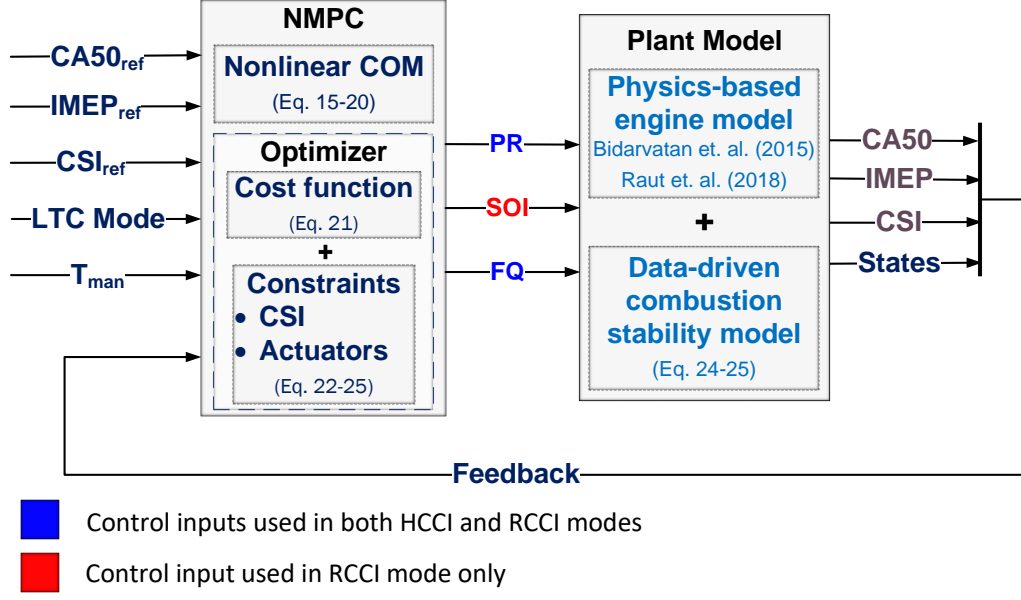 NMPC
CA50ref
IMEPref
CSIref
LTC Mode
Tman
Nonlinear COM
(Eq. 15-20)
Optimizer
Cost function
(Eq. 21)
+
Constraints
• CSI
• Actuators
(Eq. 22-25)
PR
SOI
FQ
Plant Model
Physics-based
engine model
Bidarvatan et. al. (2015)
Raut et. al. (2018)
+
Data-driven
combustion
stability model
(Eq. 24-25)
CA50
IMEP
CSI
States
Feedback
Control inputs used in both HCCI and RCCI modes
Control input used in RCCI mode only